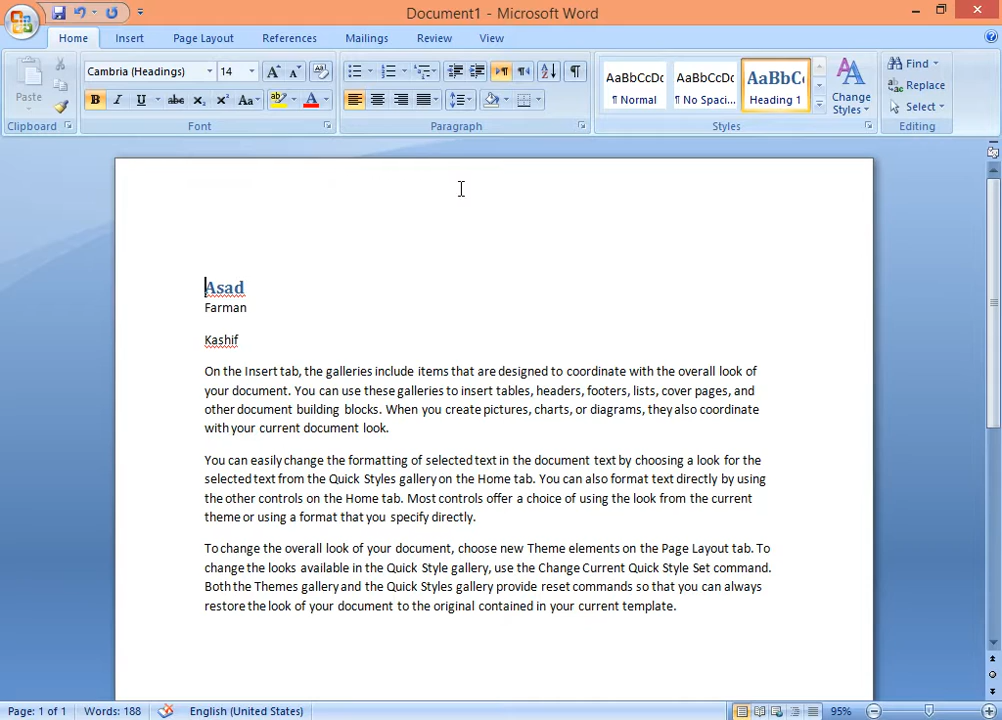 Document1 - Microsoft Word
Home Insert Page Layout References Mailings Review View
Paste
Cambria (Headings) 14
B I U abc X₂ X² Aa
AaBbCcDc AaBbCcDc AaBbC
¶ Normal ¶ No Spaci... Heading 1
Change Styles
Find
Replace
Select
Clipboard Font Paragraph Styles Editing
Asad
Farman
Kashif
On the Insert tab, the galleries include items that are designed to coordinate with the overall look of
your document. You can use these galleries to insert tables, headers, footers, lists, cover pages, and
other document building blocks. When you create pictures, charts, or diagrams, they also coordinate
with your current document look.
You can easily change the formatting of selected text in the document text by choosing a look for the
selected text from the Quick Styles gallery on the Home tab. You can also format text directly by using
the other controls on the Home tab. Most controls offer a choice of using the look from the current
theme or using a format that you specify directly.
To change the overall look of your document, choose new Theme elements on the Page Layout tab. To
change the looks available in the Quick Style gallery, use the Change Current Quick Style Set command.
Both the Themes gallery and the Quick Styles gallery provide reset commands so that you can always
restore the look of your document to the original contained in your current template.
Page: 1 of 1 Words: 188 English (United States) 95%